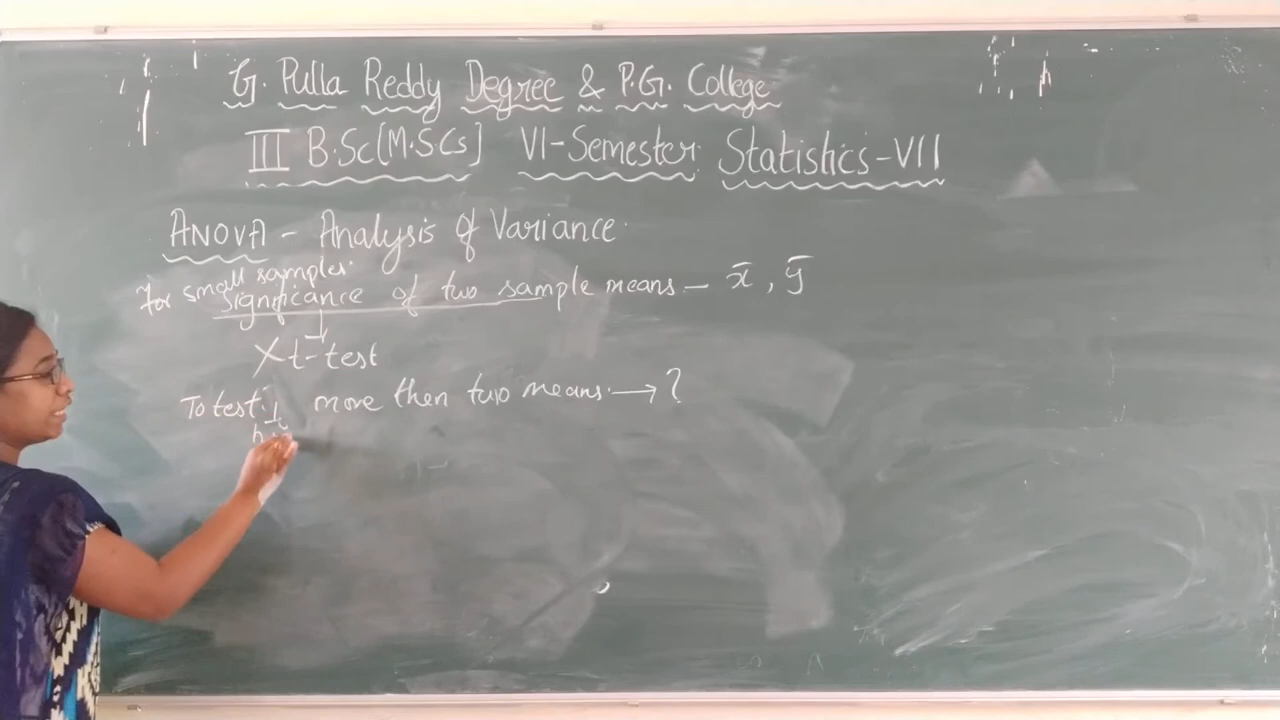 G. Pulla Reddy Degree & P.G. College
III B.Sc[M.SCs] VI-Semester Statistics-VII
ANOVA - Analysis of Variance
For small samples
Significance of two sample means - x̄, ȳ
t-test
To test more then two means → ?